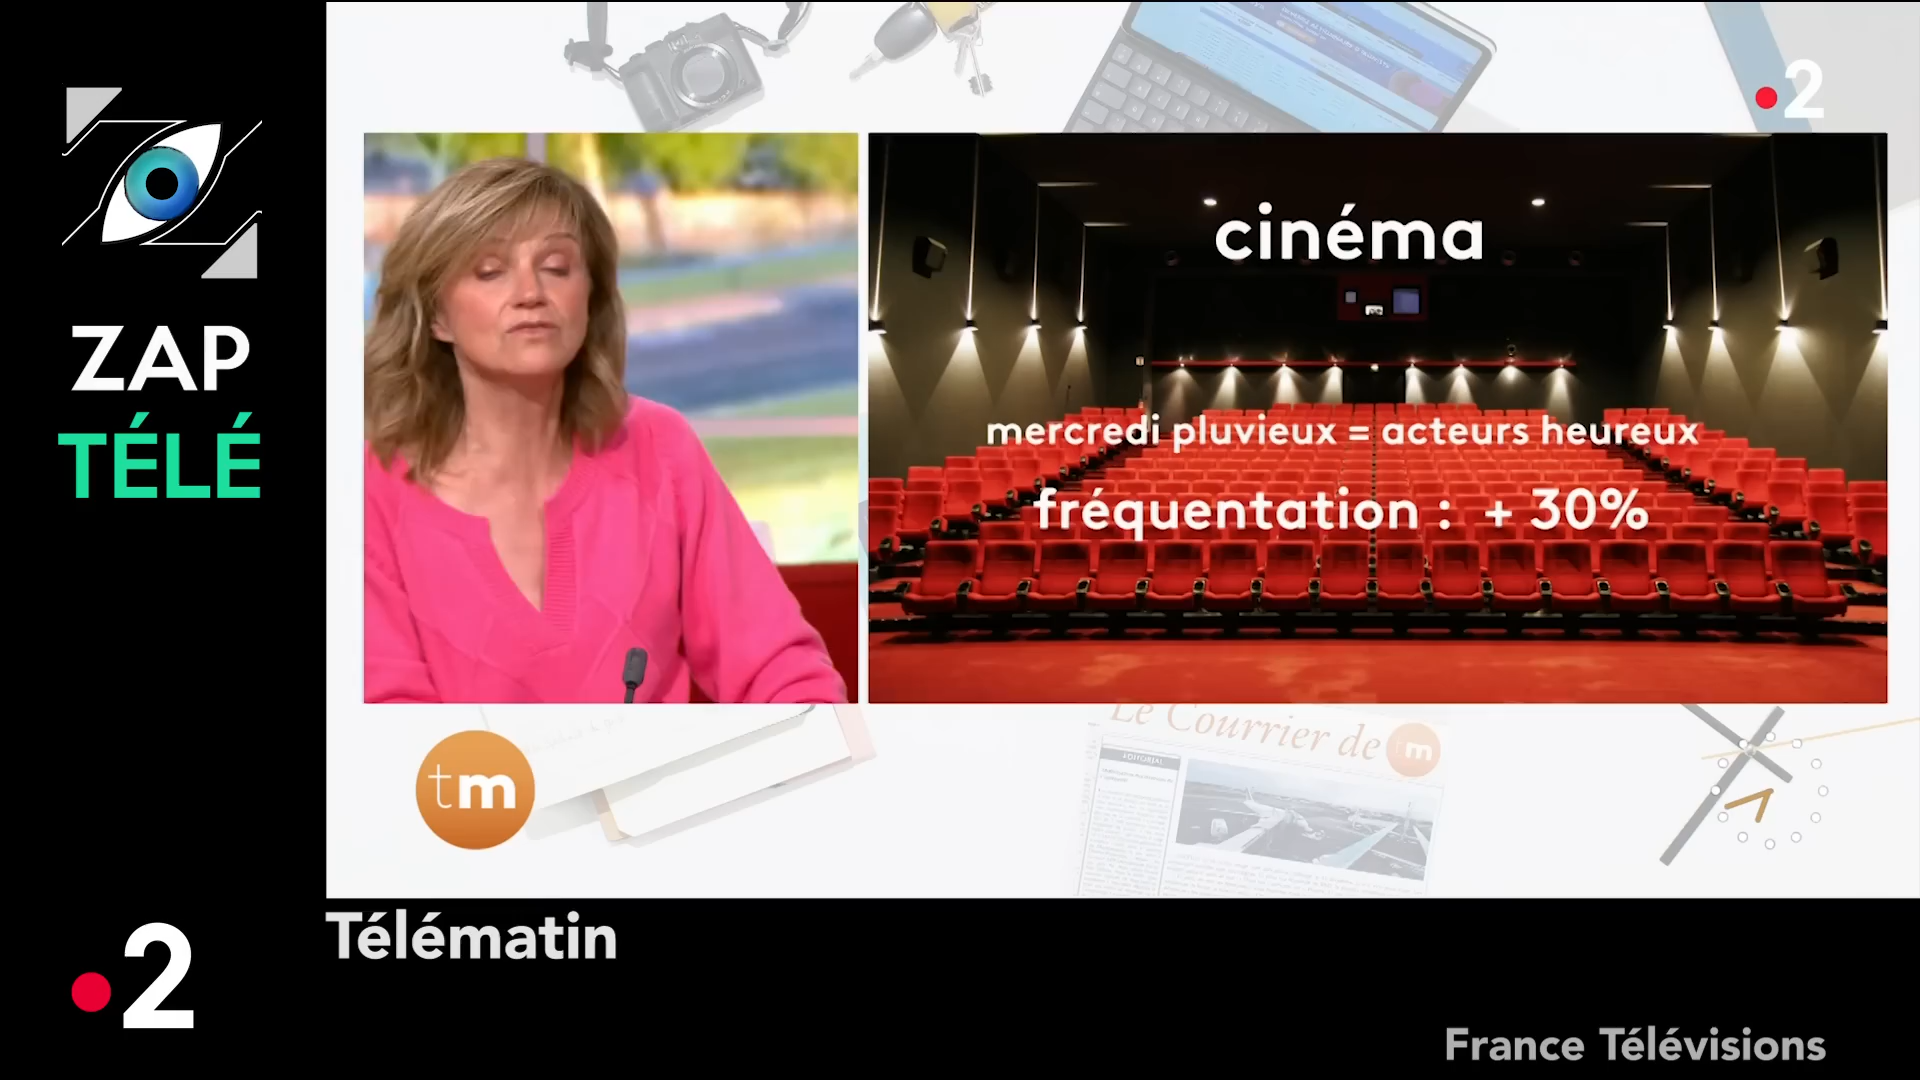 ZAP
TÉLÉ
2
cinéma
mercredi pluvieux = acteurs heureux
fréquentation : + 30%
tm
Le Courrier de tm
EDITORIAL
2
Télématin
France Télévisions